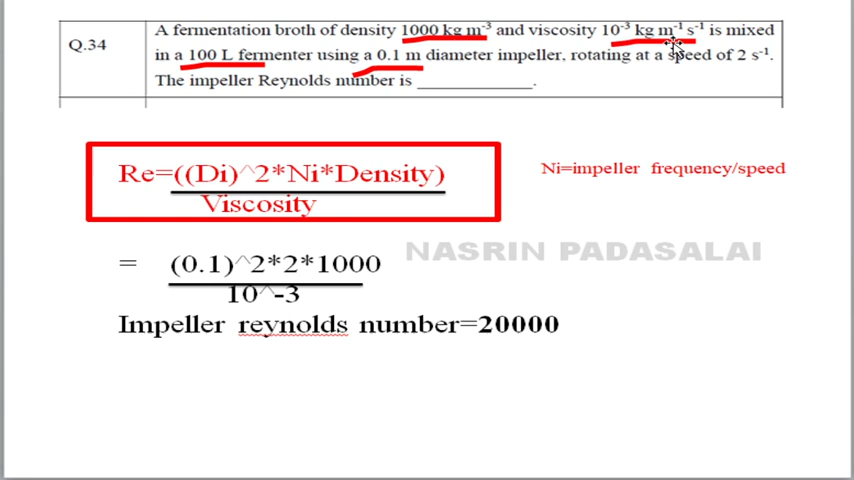 Q.34
A fermentation broth of density 1000 kg m⁻³ and viscosity 10⁻³ kg m⁻¹ s⁻¹ is mixed
in a 100 L fermenter using a 0.1 m diameter impeller, rotating at a speed of 2 s⁻¹.
The impeller Reynolds number is ____________.
Re=((Di)^2*Ni*Density)
Viscosity
Ni=impeller frequency/speed
NASRIN PADASALAI
= (0.1)^2*2*1000
10^-3
Impeller reynolds number=20000